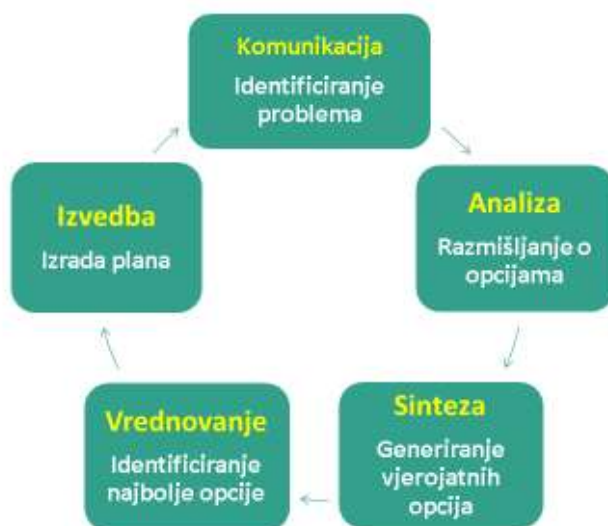 Komunikacija
Identificiranje
problema
Analiza
Razmišljanje o
opcijama
Sinteza
Generiranje
vjerojatnih
opcija
Vrednovanje
Identificiranje
najbolje opcije
Izvedba
Izrada plana